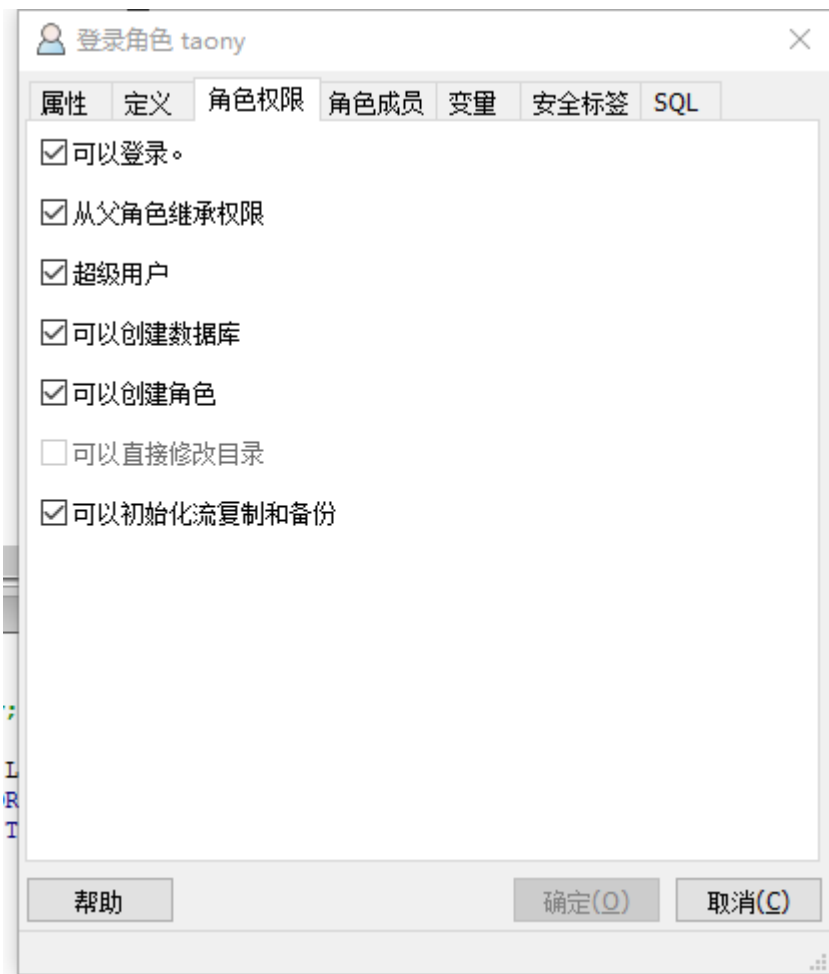 登录角色 taony
属性 定义 角色权限 角色成员 变量 安全标签 SQL
可以登录。
从父角色继承权限
超级用户
可以创建数据库
可以创建角色
可以直接修改目录
可以初始化流复制和备份
;
L
OR
T
帮助 确定(O) 取消(C)